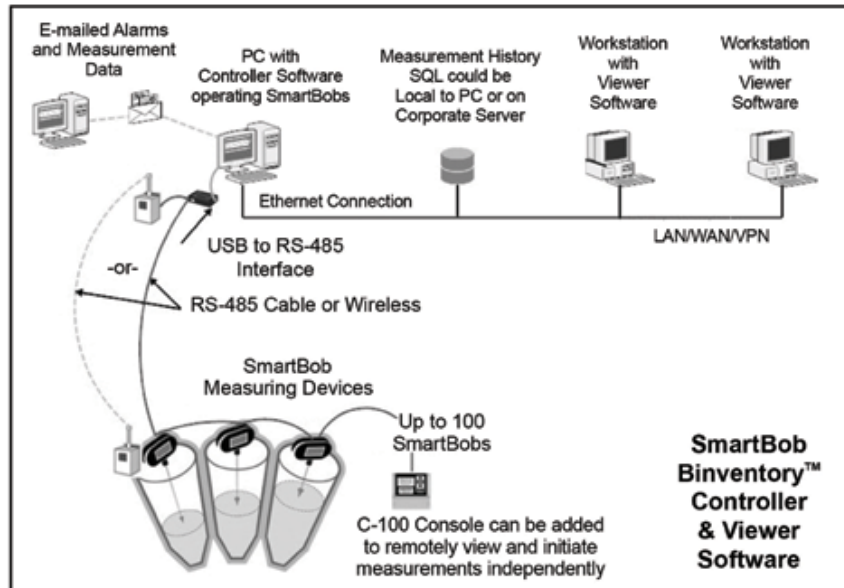 E-mailed Alarms
and Measurement
Data
PC with
Controller Software
operating SmartBobs
Measurement History
SQL could be
Local to PC or on
Corporate Server
Workstation
with
Viewer
Software
Workstation
with
Viewer
Software
Ethernet Connection
LAN/WAN/VPN
USB to RS-485
Interface
-or-
RS-485 Cable or Wireless
SmartBob
Measuring Devices
Up to 100
SmartBobs
C-100 Console can be added
to remotely view and initiate
measurements independently
SmartBob
Binventory™
Controller
& Viewer
Software